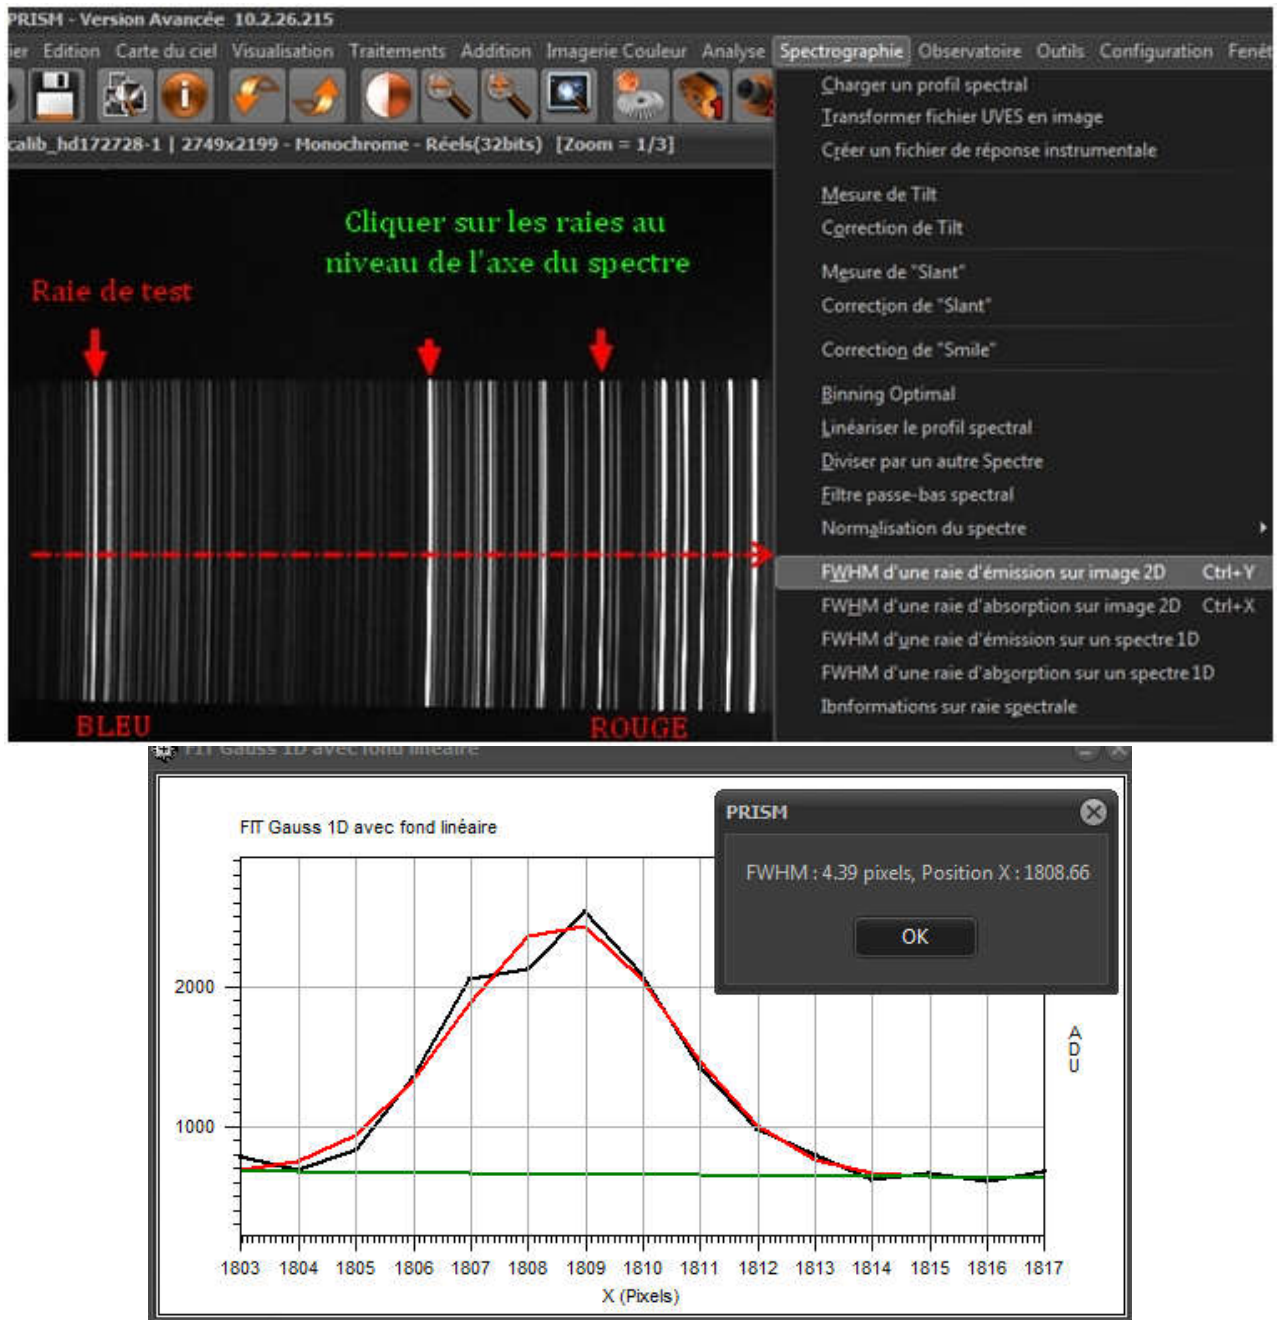 PRISM - Version Avancée 10.2.26.215
ier Edition Carte du ciel Visualisation Traitements Addition Imagerie Couleur Analyse Spectrographie Observatoire Outils Configuration Fenêt
calib_hd172728-1 | 2749x2199 - Monochrome - Réels(32bits) [Zoom = 1/3]
Charger un profil spectral
Transformer fichier UVES en image
Créer un fichier de réponse instrumentale
Mesure de Tilt
Correction de Tilt
Mesure de "Slant"
Correction de "Slant"
Correction de "Smile"
Binning Optimal
Linéariser le profil spectral
Diviser par un autre Spectre
Filtre passe-bas spectral
Normalisation du spectre
FWHM d'une raie d'émission sur image 2D Ctrl+Y
FWHM d'une raie d'absorption sur image 2D Ctrl+X
FWHM d'une raie d'émission sur un spectre 1D
FWHM d'une raie d'absorption sur un spectre 1D
Ibnformations sur raie spectrale
Cliquer sur les raies au
niveau de l'axe du spectre
Raie de test
BLEU
ROUGE
FIT Gauss 1D avec fond linéaire
PRISM
FWHM : 4.39 pixels, Position X : 1808.66
OK
FIT Gauss 1D avec fond linéaire
2000
1000
ADU
1803 1804 1805 1806 1807 1808 1809 1810 1811 1812 1813 1814 1815 1816 1817
X (Pixels)